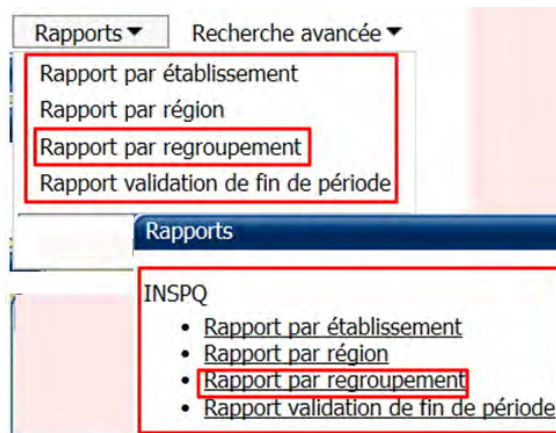 Rapports▼ Recherche avancée▼
Rapport par établissement
Rapport par région
Rapport par regroupement
Rapport validation de fin de période
Rapports
INSPQ
• Rapport par établissement
• Rapport par région
• Rapport par regroupement
• Rapport validation de fin de période